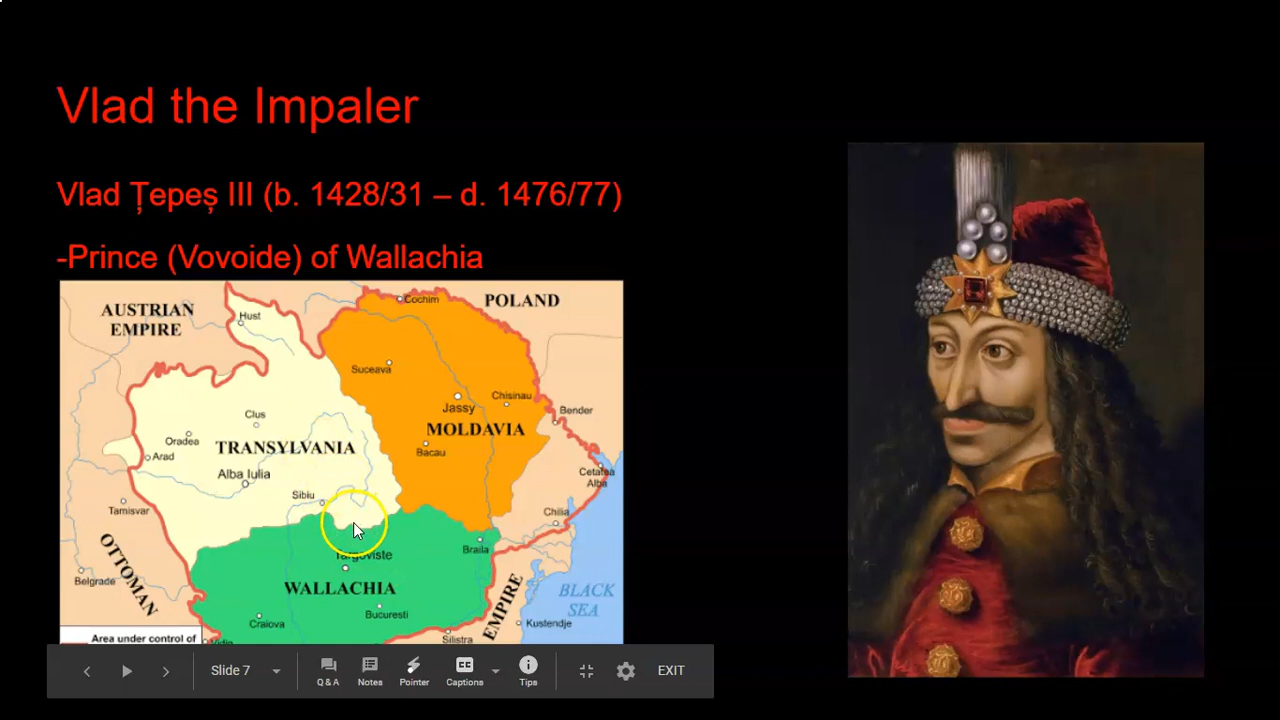 Vlad the Impaler
Vlad Țepeș III (b. 1428/31 – d. 1476/77)
-Prince (Vovoide) of Wallachia
AUSTRIAN
EMPIRE
POLAND
Cochim
Hust
Suceava
Chisinau
Jassy
Bender
Clus
MOLDAVIA
Oradea
TRANSYLVANIA
Bacau
Arad
Alba Iulia
Cetatea
Alba
Sibiu
Tamisvar
Chilia
Targoviste
Braila
OTTOMAN
Belgrade
WALLACHIA
EMPIRE
BLACK
SEA
Bucuresti
Craiova
Kustendje
Area under control of
Vidin
Silistra
Slide 7
Q & A
Notes
Pointer
Captions
Tips
EXIT